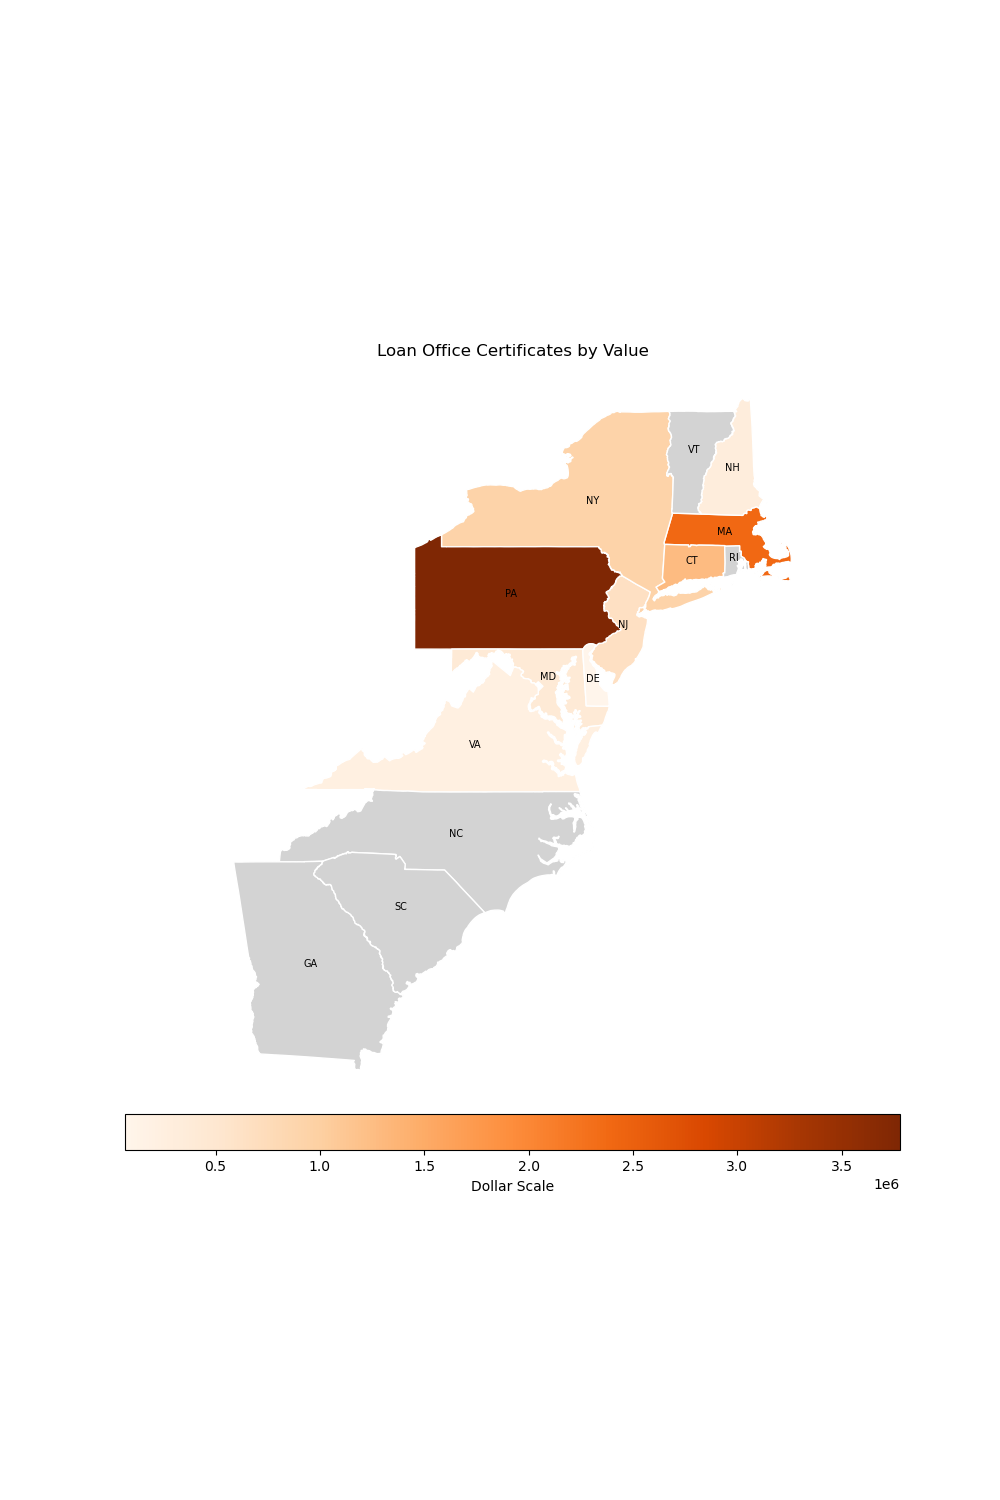 Loan Office Certificates by Value
VT
NH
NY
MA
RI
CT
PA
NJ
MD
DE
VA
NC
SC
GA
0.5 1.0 1.5 2.0 2.5 3.0 3.5
1e6
Dollar Scale